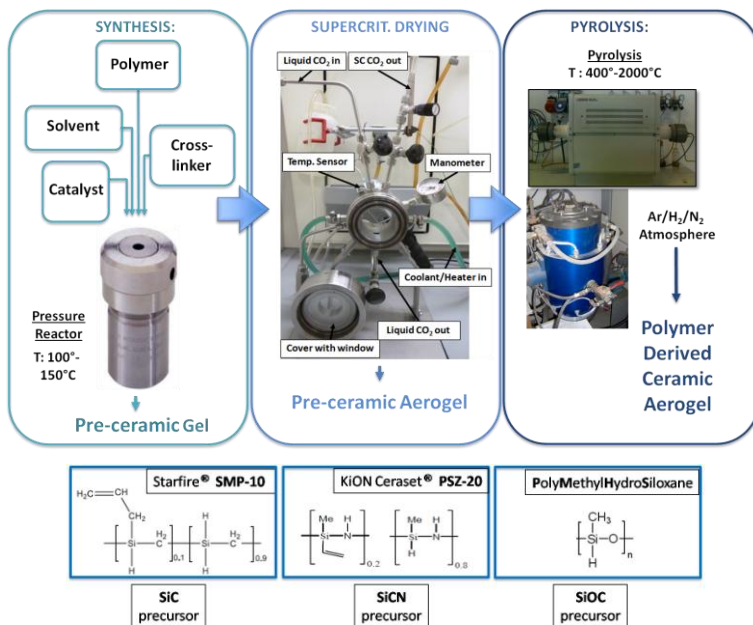 SYNTHESIS:
Polymer
Solvent
Cross-
linker
Catalyst
Pressure
Reactor
T: 100°-
150°C
Pre-ceramic Gel
SUPERCRIT. DRYING
Liquid CO2 in
SC CO2 out
Temp. Sensor
Manometer
Coolant/Heater in
Liquid CO2 out
Cover with window
Pre-ceramic Aerogel
PYROLYSIS:
Pyrolysis
T : 400°-2000°C
Ar/H2/N2
Atmosphere
Polymer
Derived
Ceramic
Aerogel
Starfire® SMP-10
CH2=CH
CH2
H2
Si C
H
0.1
H
H2
Si C
H
0.9
SiC
precursor
KiON Ceraset® PSZ-20
Me H
Si N
0.2
Me H
Si N
H
0.8
SiCN
precursor
PolyMethylHydroSiloxane
CH3
Si O
H
n
SiOC
precursor